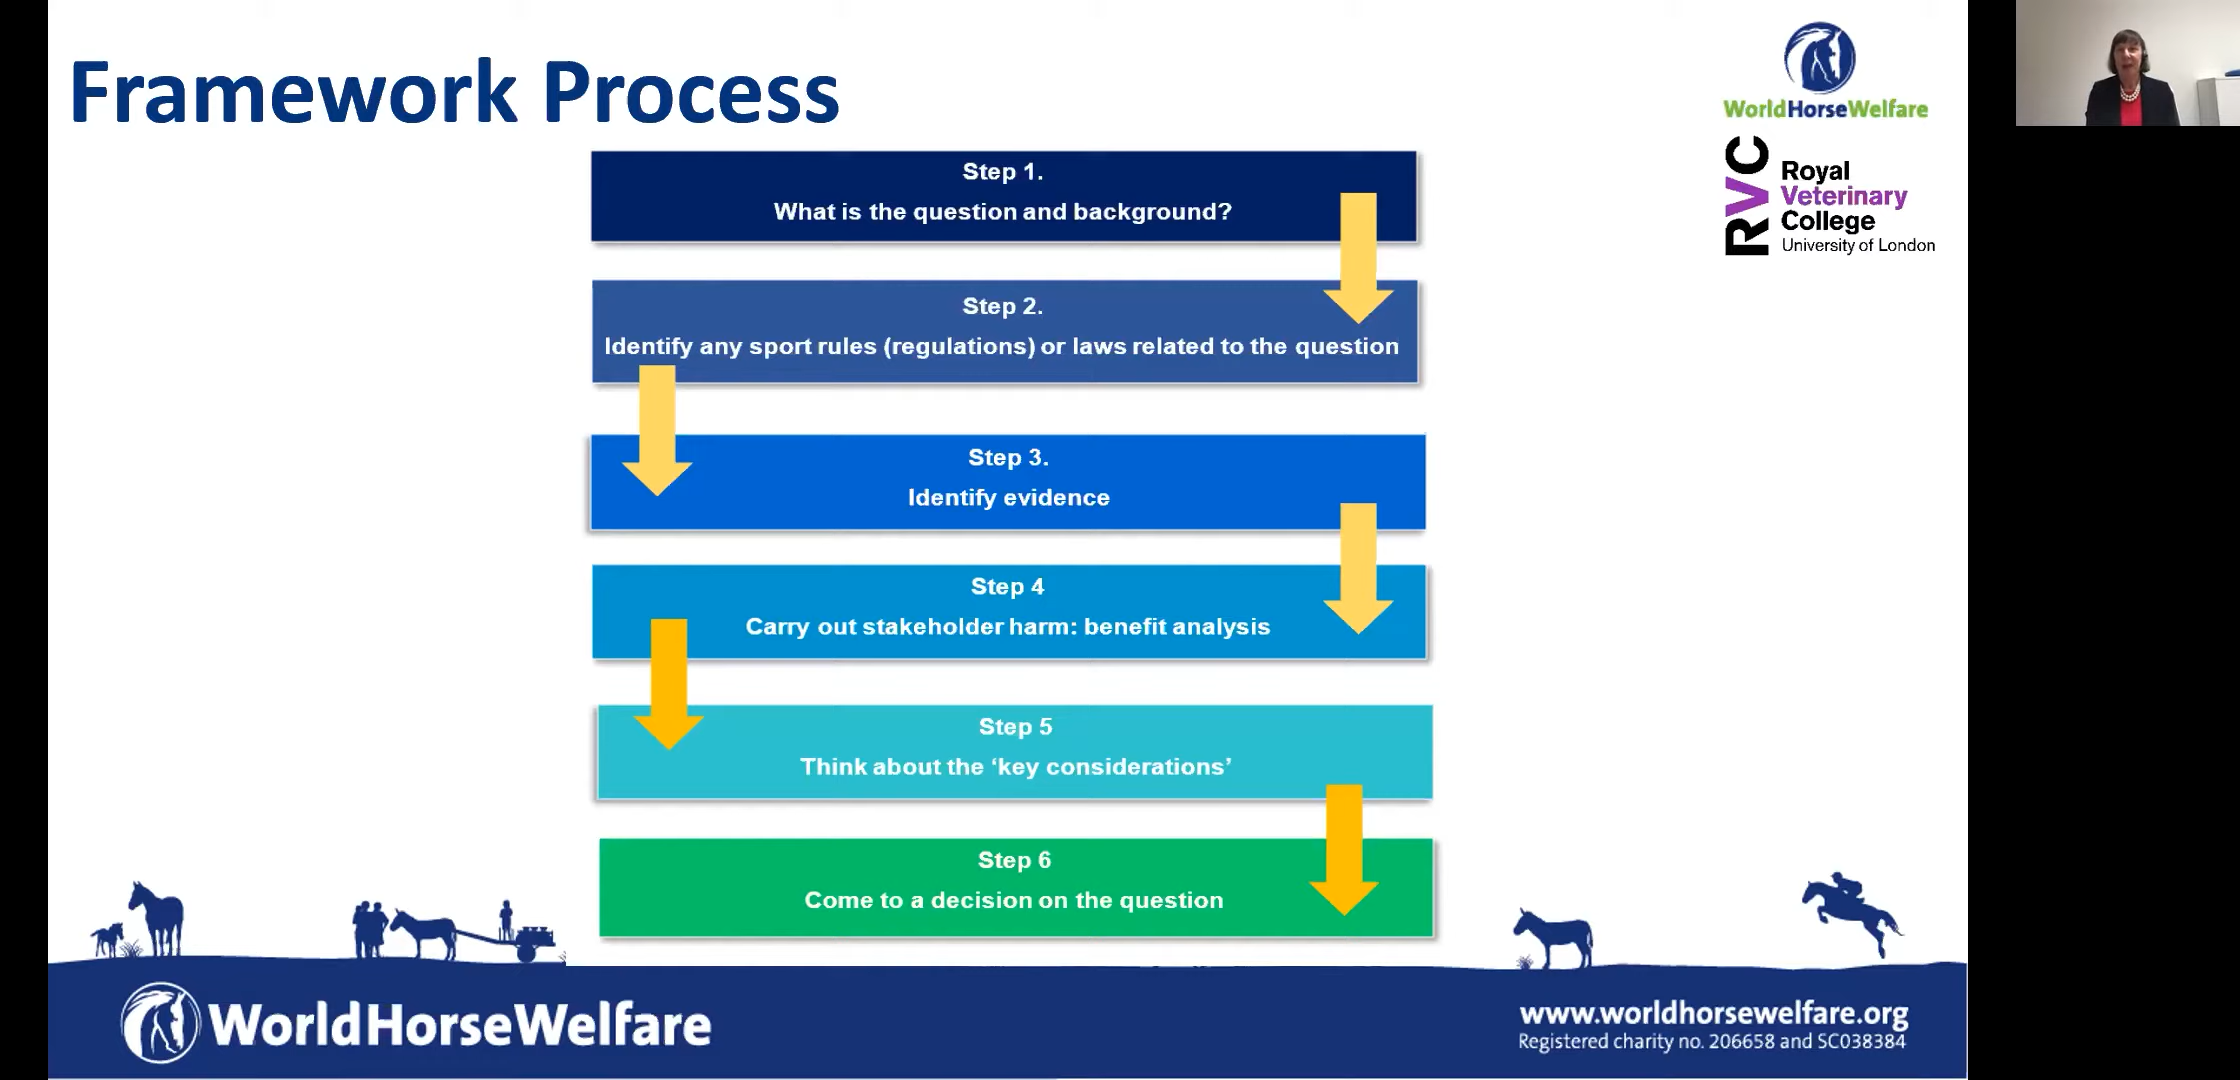 Framework Process
WorldHorseWelfare
RVC
Royal
Veterinary
College
University of London
Step 1.
What is the question and background?
Step 2.
Identify any sport rules (regulations) or laws related to the question
Step 3.
Identify evidence
Step 4
Carry out stakeholder harm: benefit analysis
Step 5
Think about the ‘key considerations’
Step 6
Come to a decision on the question
WorldHorseWelfare
www.worldhorsewelfare.org
Registered charity no. 206658 and SC038384